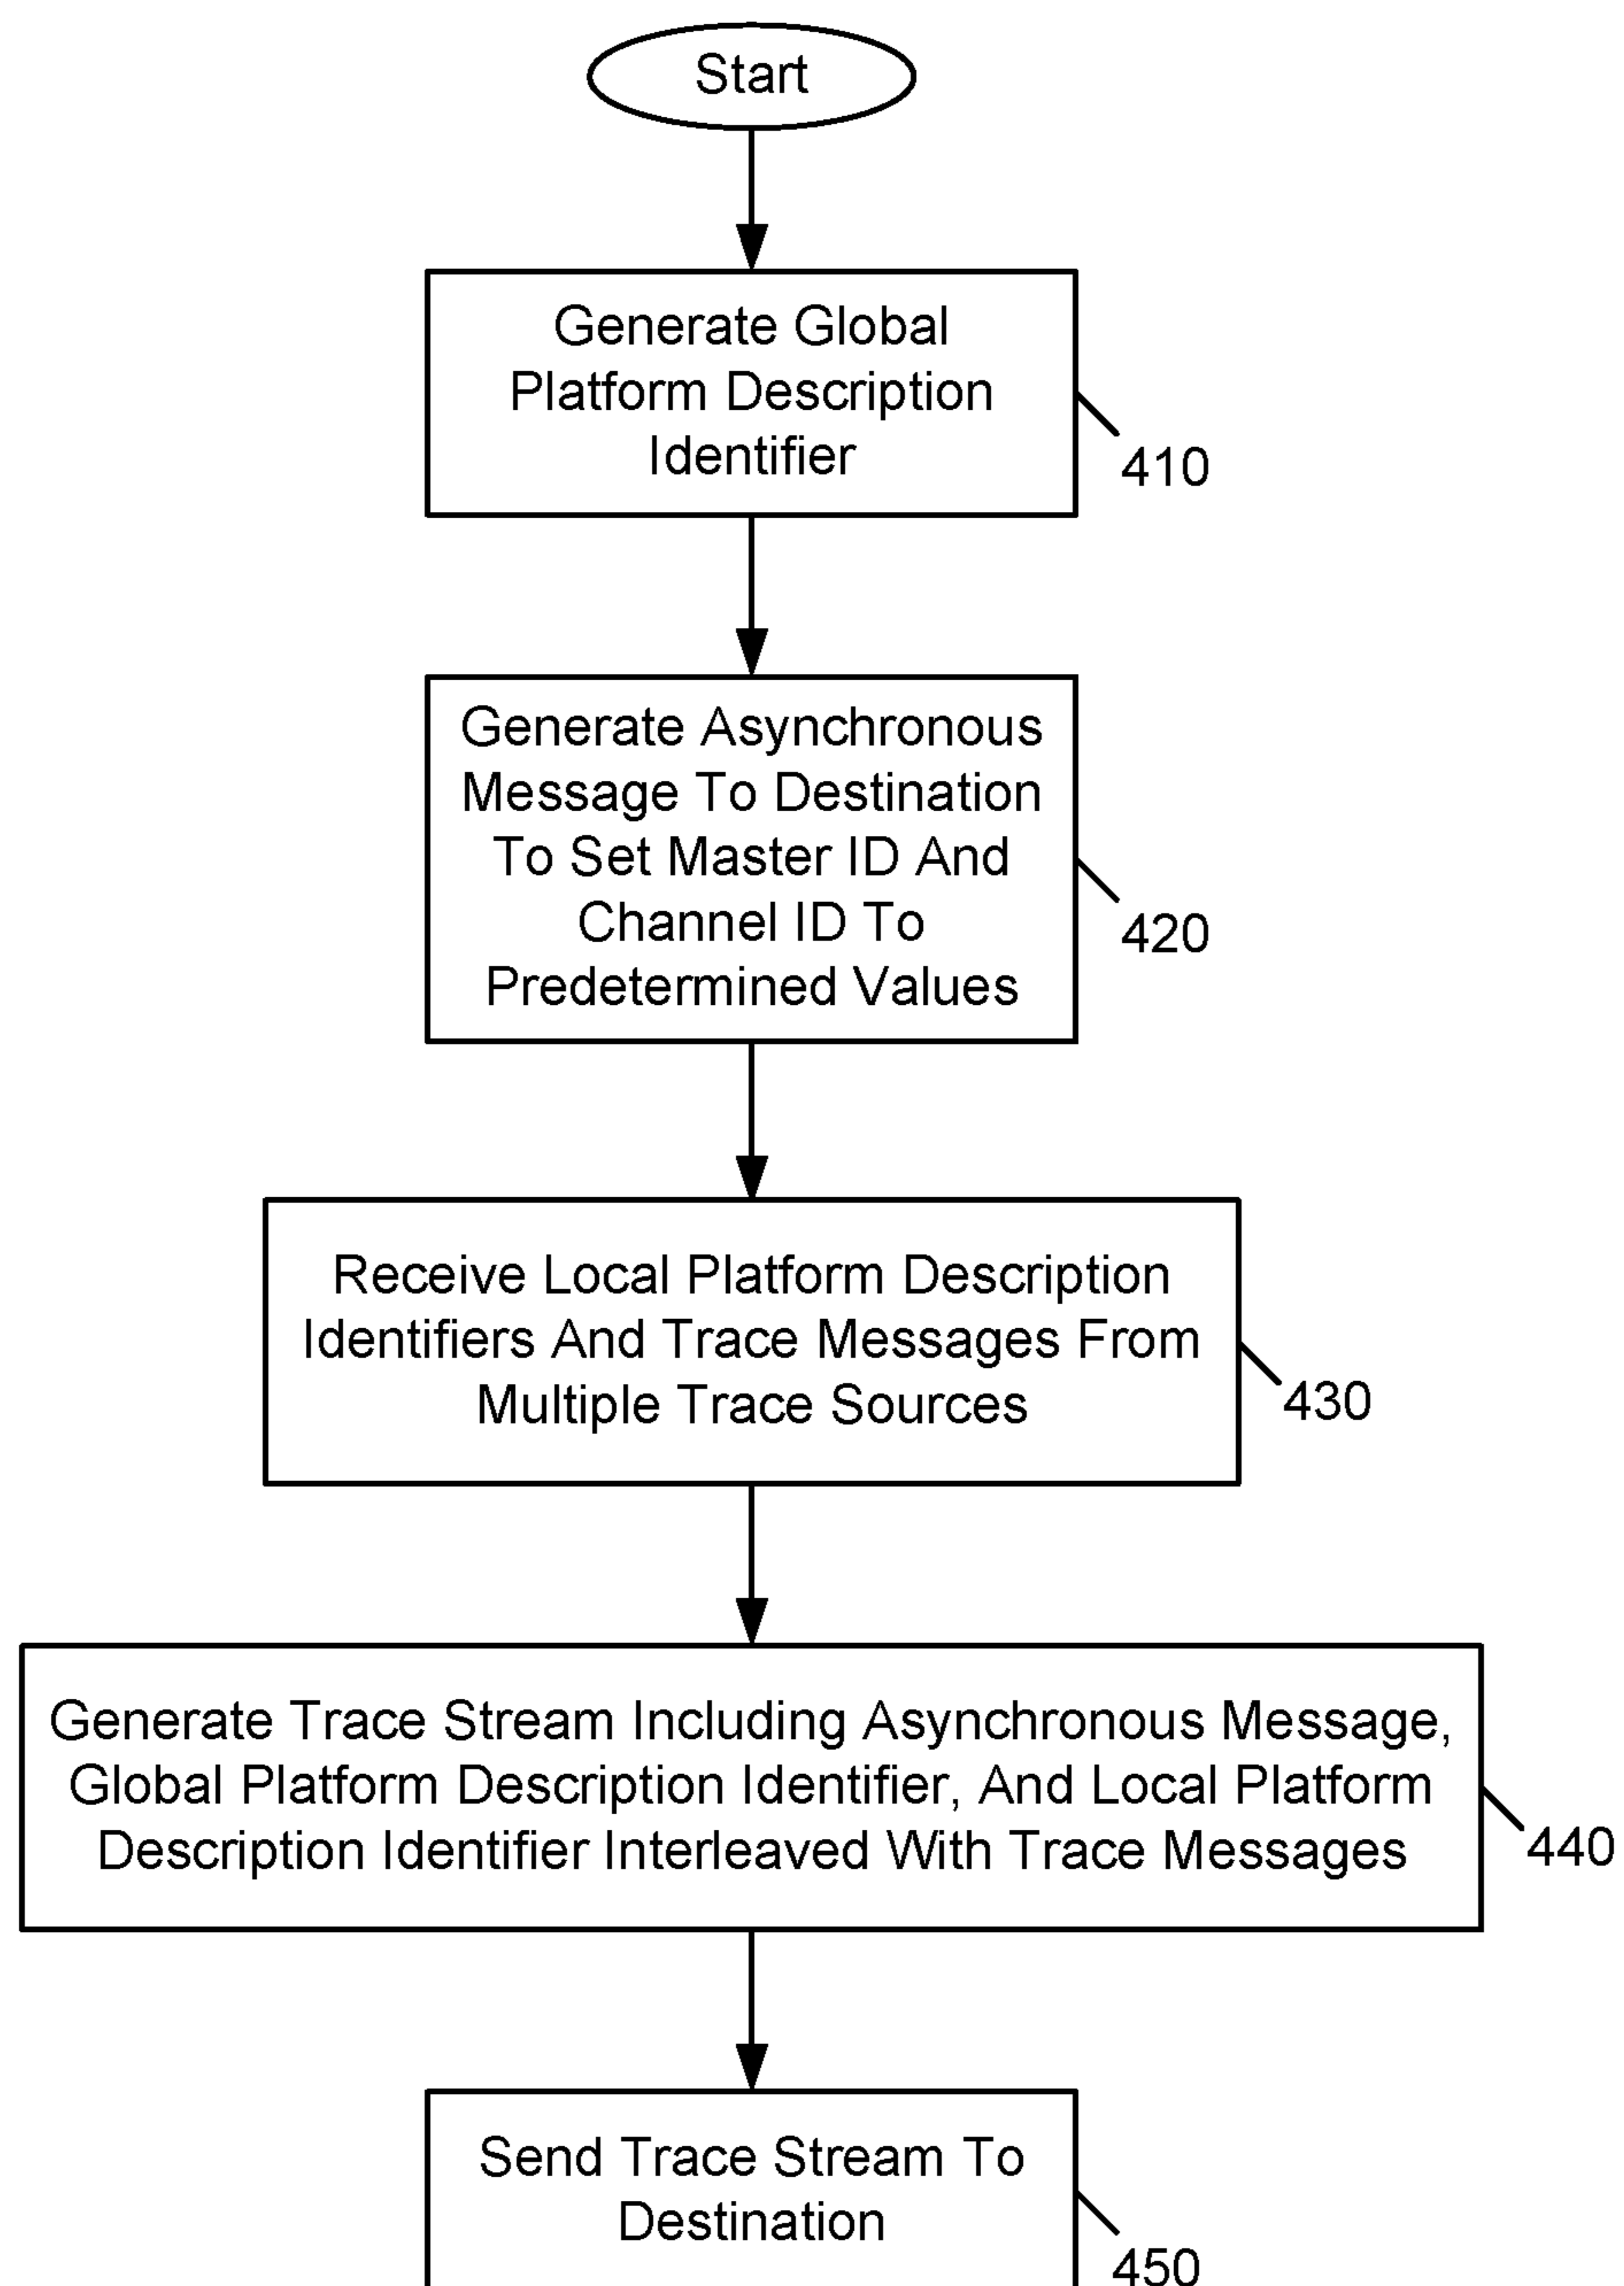 Start
Generate Global
Platform Description
Identifier
410
Generate Asynchronous
Message To Destination
To Set Master ID And
Channel ID To
Predetermined Values
420
Receive Local Platform Description
Identifiers And Trace Messages From
Multiple Trace Sources
430
Generate Trace Stream Including Asynchronous Message,
Global Platform Description Identifier, And Local Platform
Description Identifier Interleaved With Trace Messages
440
Send Trace Stream To
Destination
450